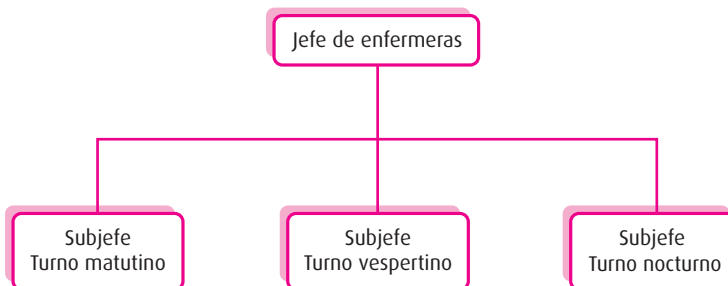 Jefe de enfermeras
Subjefe
Turno matutino
Subjefe
Turno vespertino
Subjefe
Turno nocturno